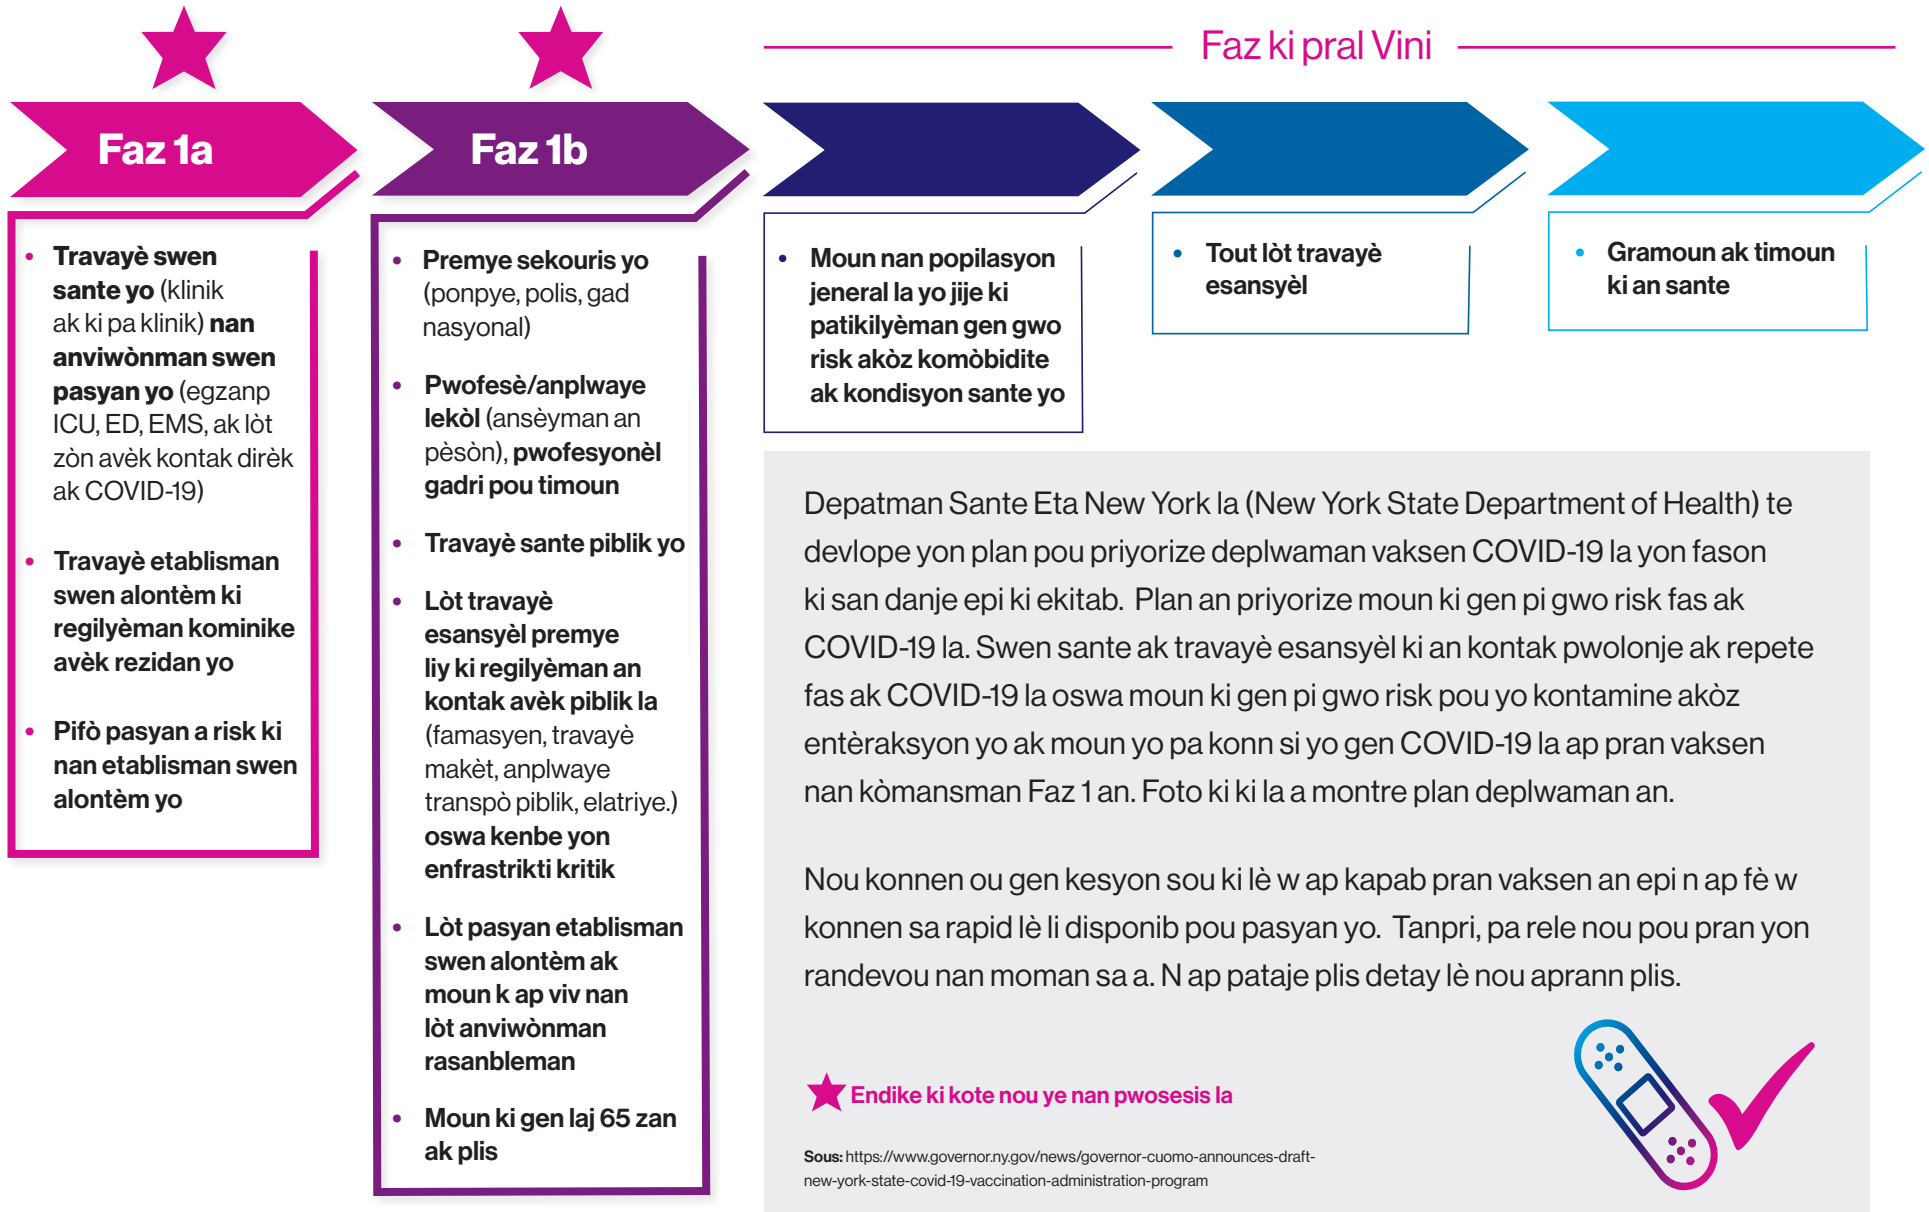 Faz ki pral Vini
Faz 1a
• Travayè swen
sante yo (klinik
ak ki pa klinik) nan
anviwònman swen
pasyan yo (egzanp
ICU, ED, EMS, ak lòt
zòn avèk kontak dirèk
ak COVID-19)
• Travayè etablisman
swen alontèm ki
regilyèman kominike
avèk rezidan yo
• Pifò pasyan a risk ki
nan etablisman swen
alontèm yo
Faz 1b
• Premye sekouris yo
(ponpye, polis, gad
nasyonal)
• Pwofesè/anplwaye
lekòl (ansèyman an
pèsòn), pwofesyonèl
gadri pou timoun
• Travayè sante piblik yo
• Lòt travayè
esansyèl premye
liy ki regilyèman an
kontak avèk piblik la
(famasyen, travayè
makèt, anplwaye
transpò piblik, elatriye.)
oswa kenbe yon
enfrastrikti kritik
• Lòt pasyan etablisman
swen alontèm ak
moun k ap viv nan
lòt anviwònman
rasanbleman
• Moun ki gen laj 65 zan
ak plis
• Moun nan popilasyon
jeneral la yo jije ki
patikilyèman gen gwo
risk akòz komòbidite
ak kondisyon sante yo
• Tout lòt travayè
esansyèl
• Gramoun ak timoun
ki an sante
Depatman Sante Eta New York la (New York State Department of Health) te
devlope yon plan pou priyorize deplwaman vaksen COVID-19 la yon fason
ki san danje epi ki ekitab. Plan an priyorize moun ki gen pi gwo risk fas ak
COVID-19 la. Swen sante ak travayè esansyèl ki an kontak pwolonje ak repete
fas ak COVID-19 la oswa moun ki gen pi gwo risk pou yo kontamine akòz
entèraksyon yo ak moun yo pa konn si yo gen COVID-19 la ap pran vaksen
nan kòmansman Faz 1 an. Foto ki ki la a montre plan deplwaman an.
Nou konnen ou gen kesyon sou ki lè w ap kapab pran vaksen an epi n ap fè w
konnen sa rapid lè li disponib pou pasyan yo. Tanpri, pa rele nou pou pran yon
randevou nan moman sa a. N ap pataje plis detay lè nou aprann plis.
Endike ki kote nou ye nan pwosesis la
Sous: https://www.governor.ny.gov/news/governor-cuomo-announces-draft-
new-york-state-covid-19-vaccination-administration-program